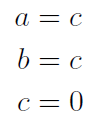 a = c
b = c
c = 0